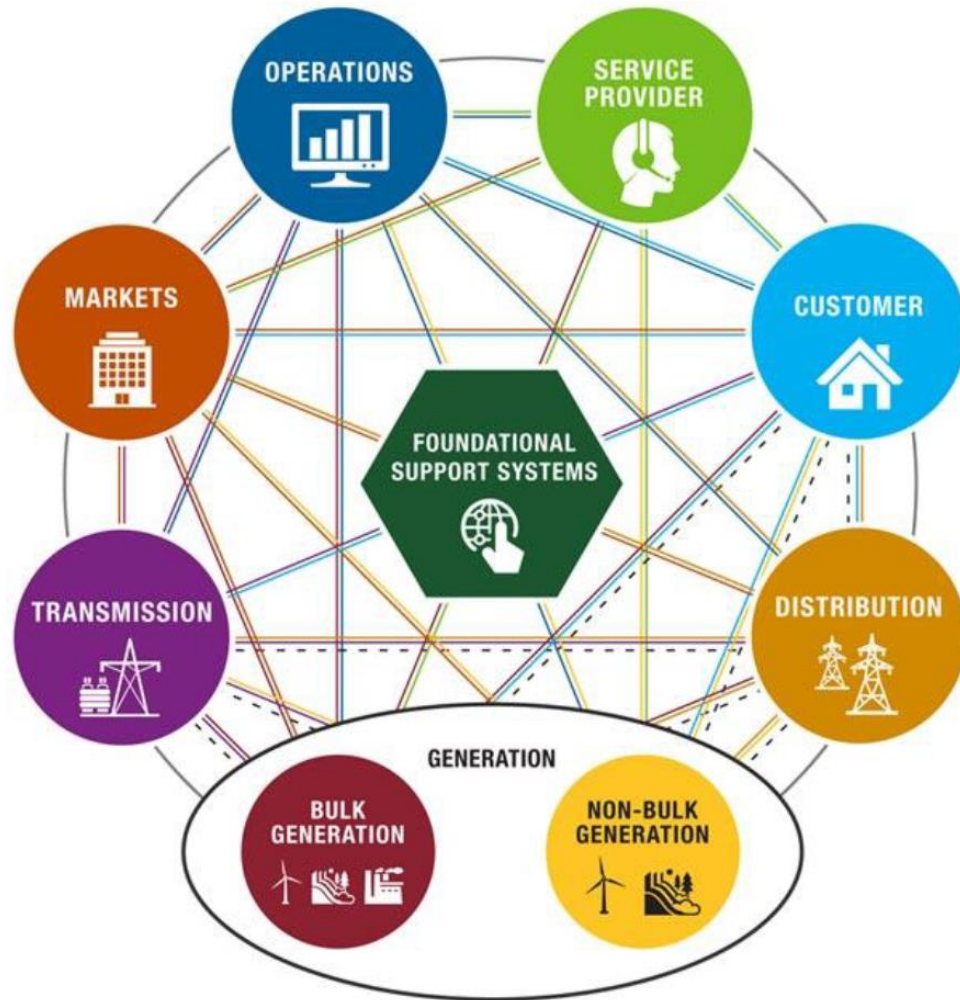 OPERATIONS
SERVICE
PROVIDER
MARKETS
CUSTOMER
FOUNDATIONAL
SUPPORT SYSTEMS
TRANSMISSION
DISTRIBUTION
GENERATION
BULK
GENERATION
NON-BULK
GENERATION